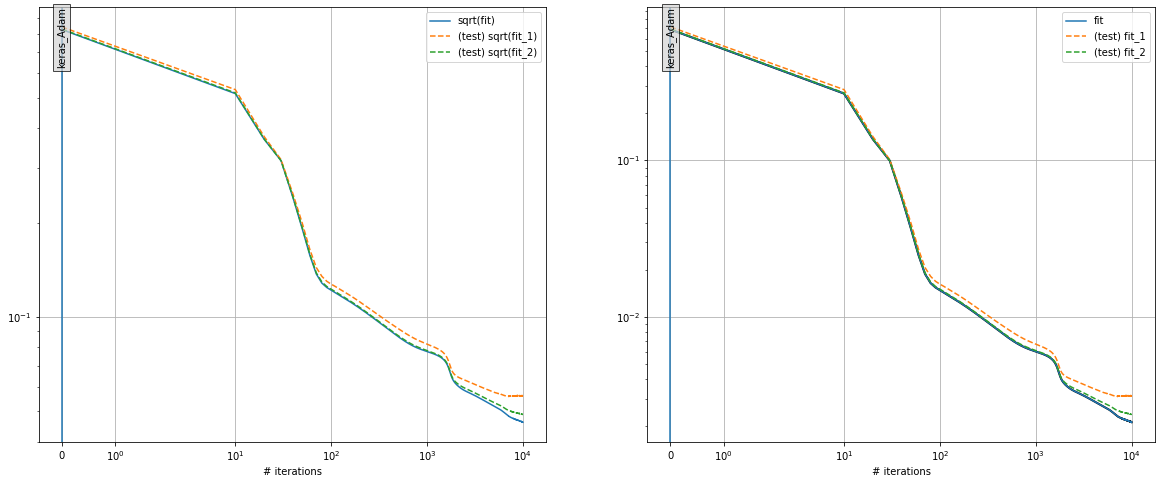 keras_Adam
sqrt(fit)
(test) sqrt(fit_1)
(test) sqrt(fit_2)
10⁻¹
0
10⁰
10¹
10²
10³
10⁴
# iterations
keras_Adam
fit
(test) fit_1
(test) fit_2
10⁻¹
10⁻²
0
10⁰
10¹
10²
10³
10⁴
# iterations